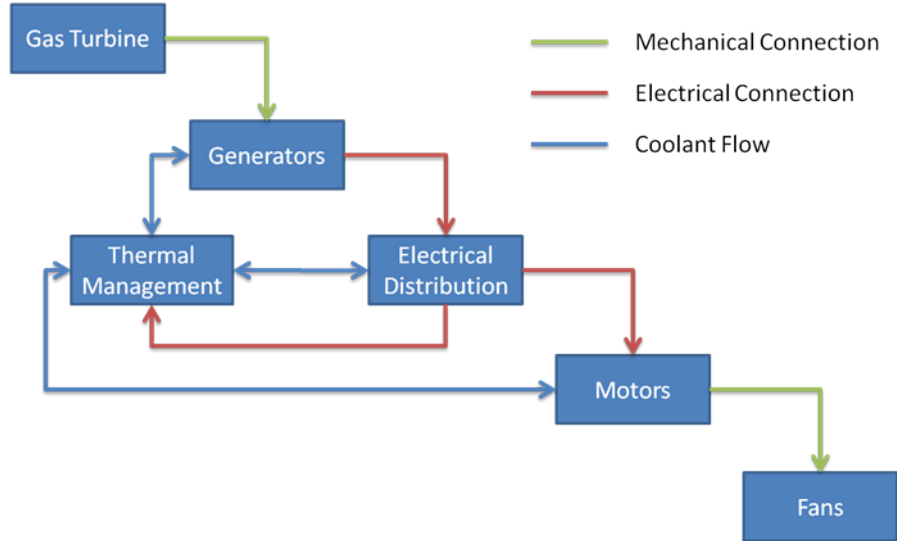 Gas Turbine
Mechanical Connection
Electrical Connection
Coolant Flow
Generators
Thermal
Management
Electrical
Distribution
Motors
Fans